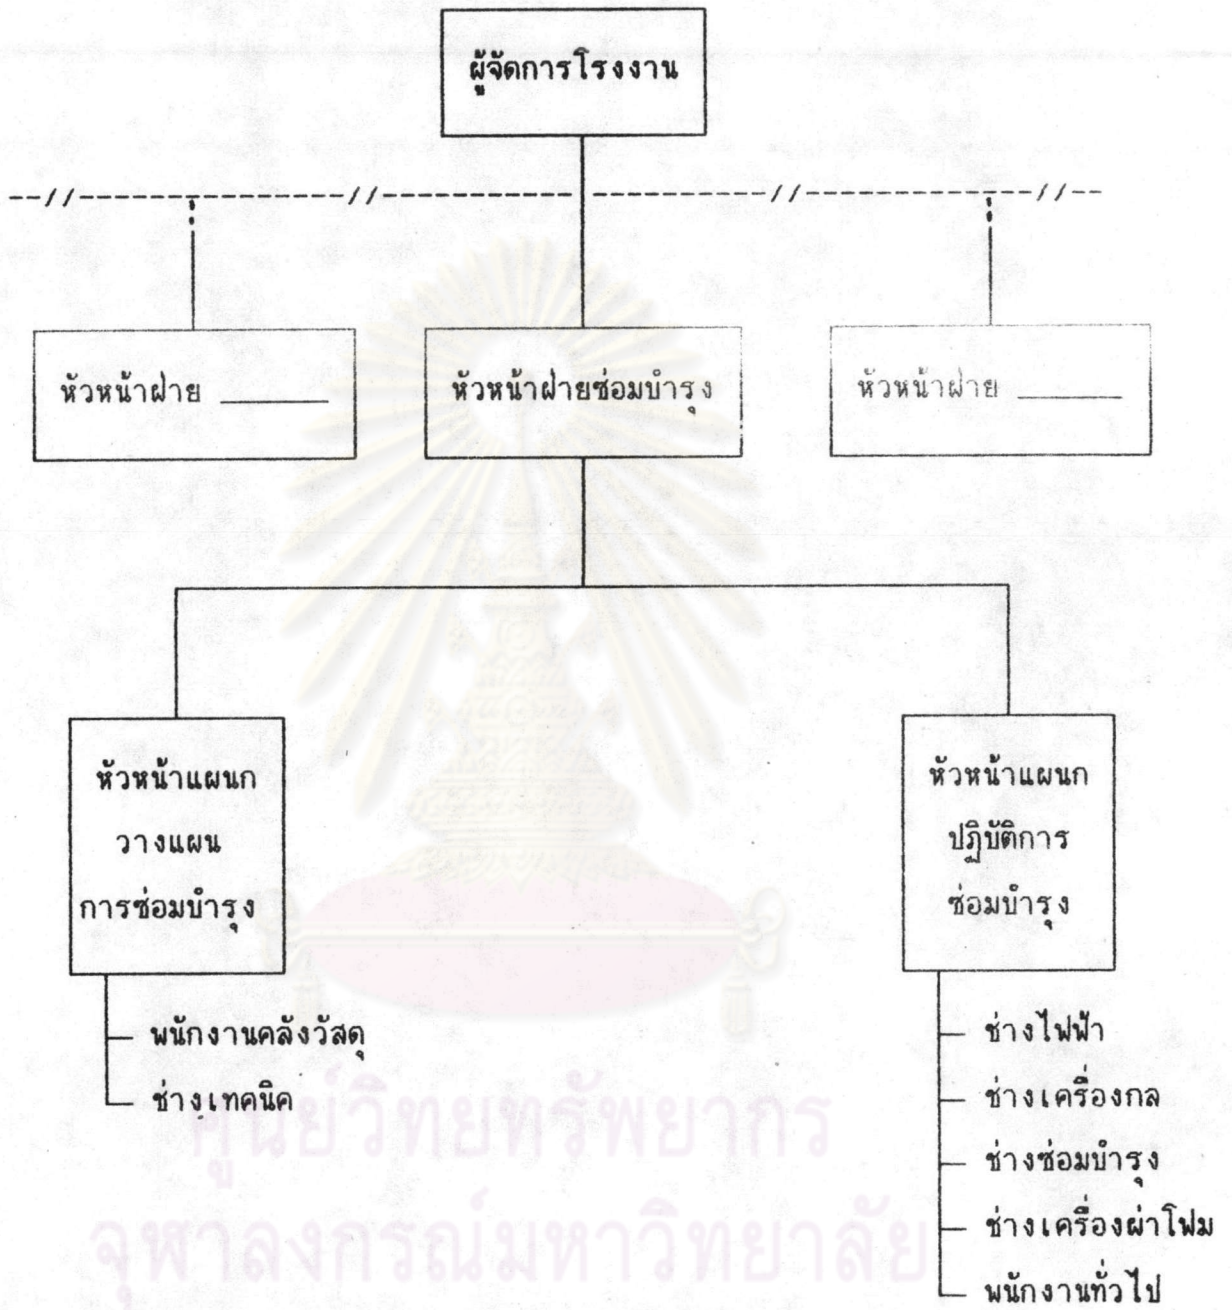 ผู้จัดการโรงงาน
หัวหน้าฝ่าย ________
หัวหน้าฝ่ายซ่อมบำรุง
หัวหน้าฝ่าย ________
หัวหน้าแผนก
วางแผน
การซ่อมบำรุง
พนักงานคลังวัสดุ
ช่างเทคนิค
หัวหน้าแผนก
ปฏิบัติการ
ซ่อมบำรุง
ช่างไฟฟ้า
ช่างเครื่องกล
ช่างซ่อมบำรุง
ช่างเครื่องผ่าโฟม
พนักงานทั่วไป
ศูนย์วิทยทรัพยากร
จุฬาลงกรณ์มหาวิทยาลัย